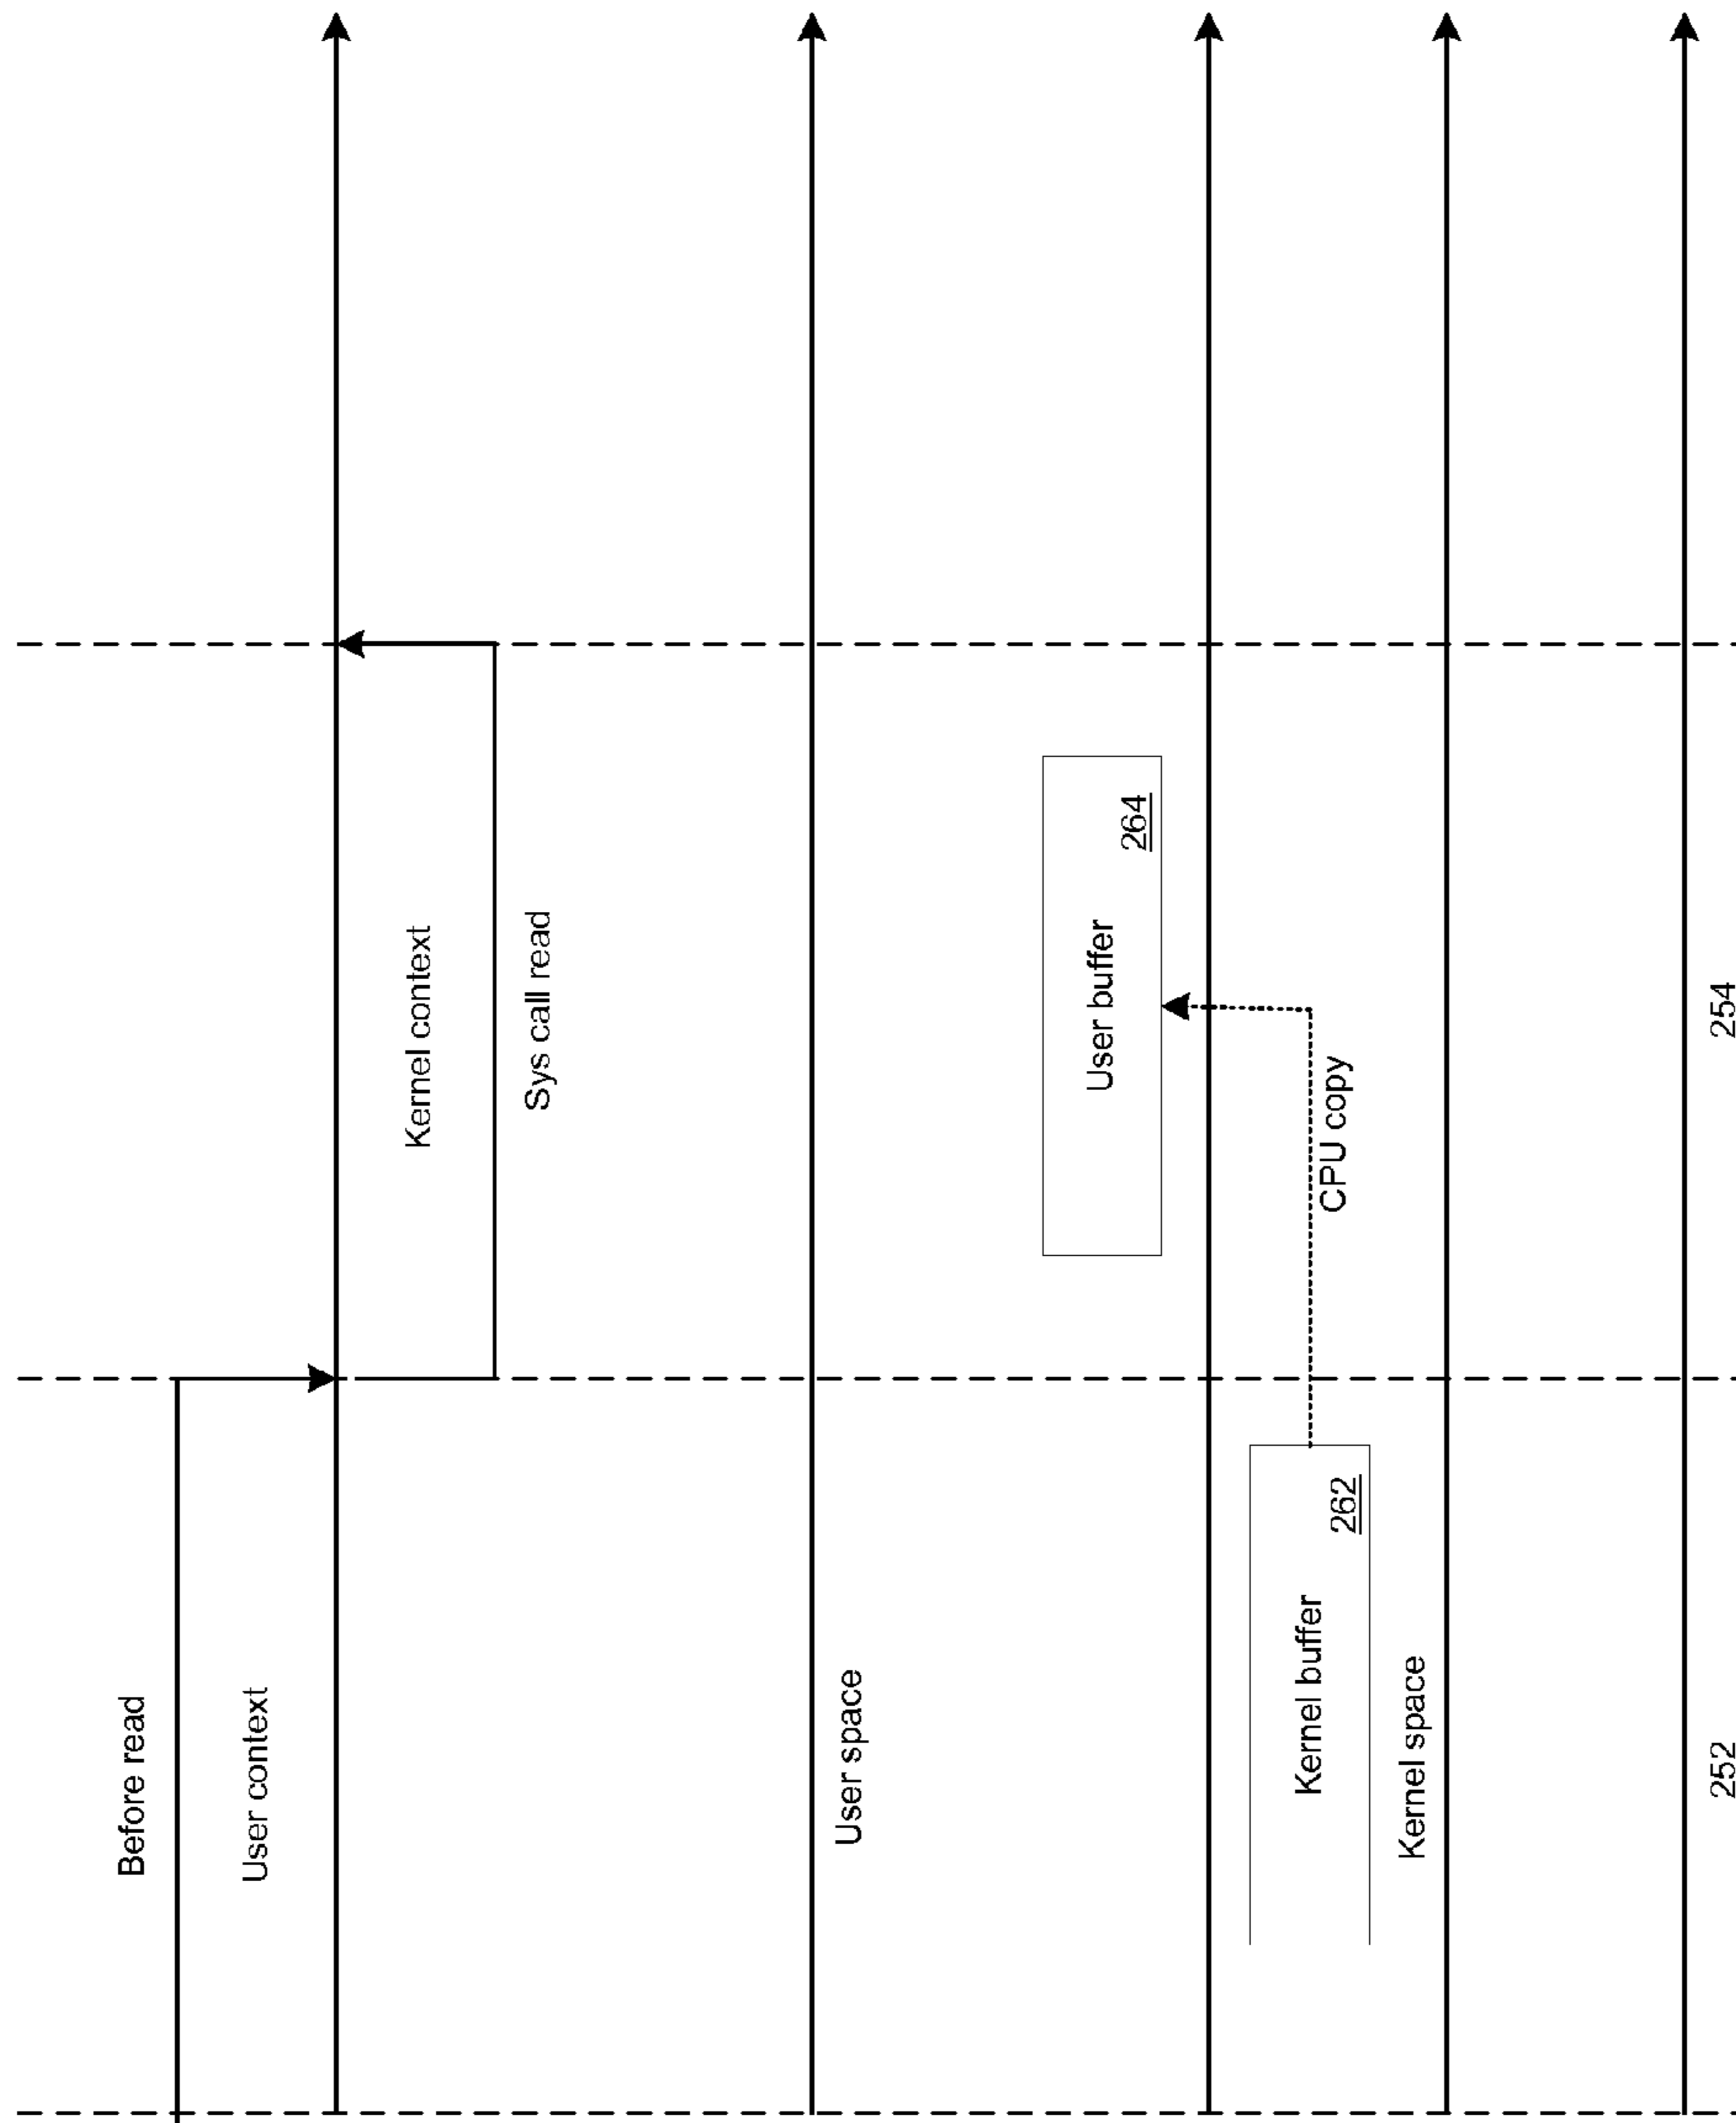 Before read
User context
Kernel context
Sys call read
User space
User buffer
264
CPU copy
Kernel buffer
262
Kernel space
252
254